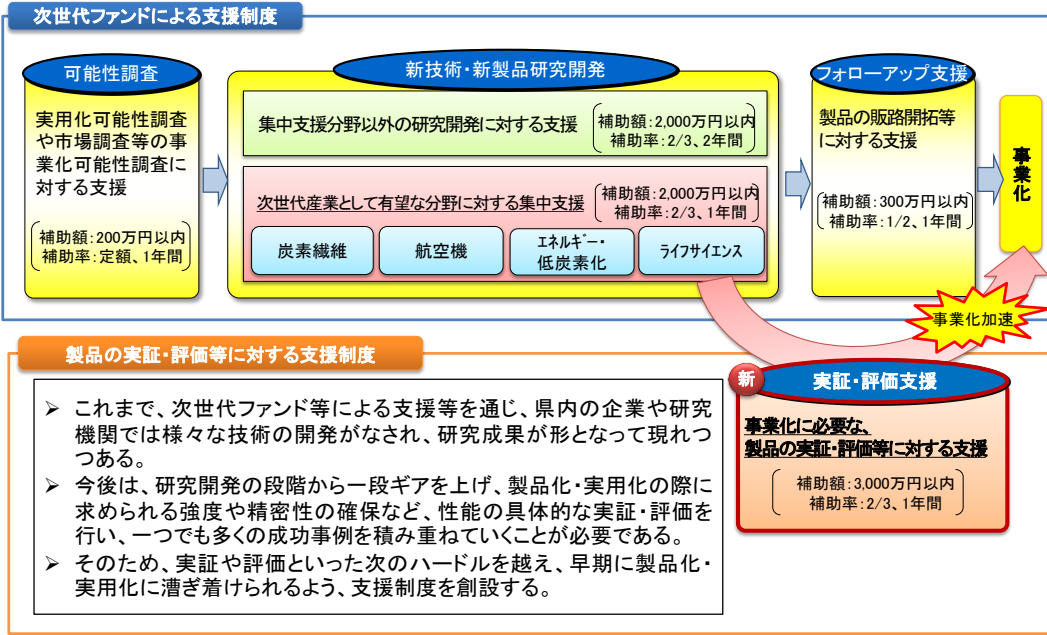 次世代ファンドによる支援制度
可能性調査
実用化可能性調査
や市場調査等の事
業化可能性調査に
対する支援
補助額:200万円以内
補助率:定額、1年間
新技術・新製品研究開発
集中支援分野以外の研究開発に対する支援
補助額:2,000万円以内
補助率:2/3、2年間
次世代産業として有望な分野に対する集中支援
補助額:2,000万円以内
補助率:2/3、1年間
炭素繊維
航空機
エネルギー・
低炭素化
ライフサイエンス
フォローアップ支援
製品の販路開拓等
に対する支援
補助額:300万円以内
補助率:1/2、1年間
事業化
事業化加速
製品の実証・評価等に対する支援制度
➢ これまで、次世代ファンド等による支援等を通じ、県内の企業や研究
機関では様々な技術の開発がなされ、研究成果が形となって現れつ
つある。
➢ 今後は、研究開発の段階から一段ギアを上げ、製品化・実用化の際に
求められる強度や精密性の確保など、性能の具体的な実証・評価を
行い、一つでも多くの成功事例を積み重ねていくことが必要である。
➢ そのため、実証や評価といった次のハードルを越え、早期に製品化・
実用化に漕ぎ着けられるよう、支援制度を創設する。
新
実証・評価支援
事業化に必要な、
製品の実証・評価等に対する支援
補助額:3,000万円以内
補助率:2/3、1年間